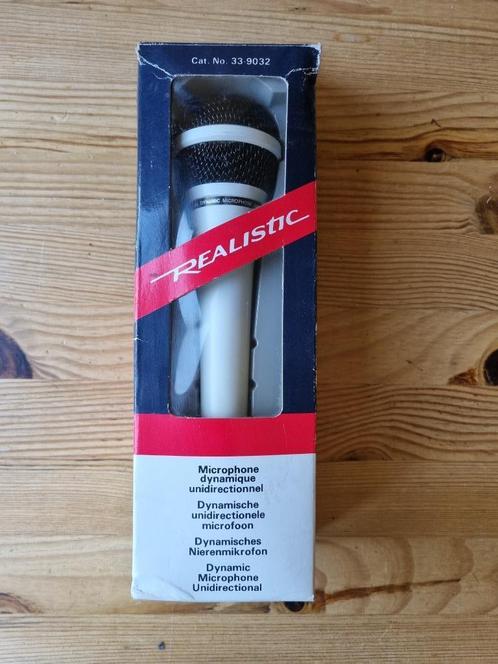 Cat. No. 33-9032
DYNAMIC MICROPHONE
REALISTIC
Microphone
dynamique
unidirectionnel
Dynamische
unidirectionele
microfoon
Dynamisches
Nierenmikrofon
Dynamic
Microphone
Unidirectional